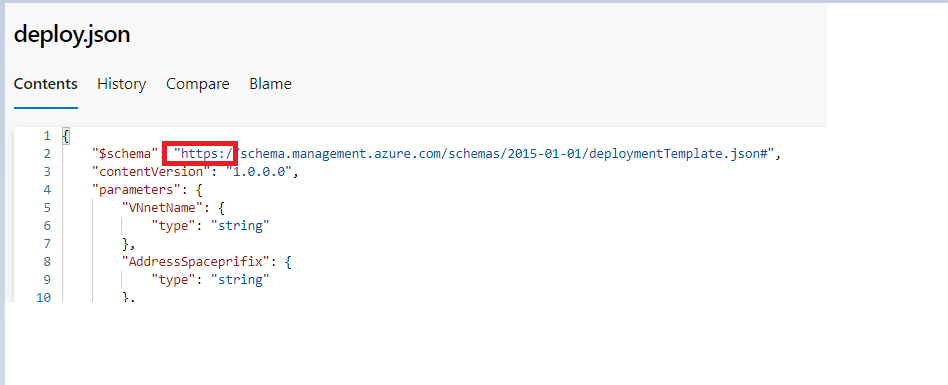 deploy.json
Contents History Compare Blame
1 {
2 "$schema": "https://schema.management.azure.com/schemas/2015-01-01/deploymentTemplate.json#",
3 "contentVersion": "1.0.0.0",
4 "parameters": {
5 "VNnetName": {
6 "type": "string"
7 },
8 "AddressSpaceprifix": {
9 "type": "string"
10 },